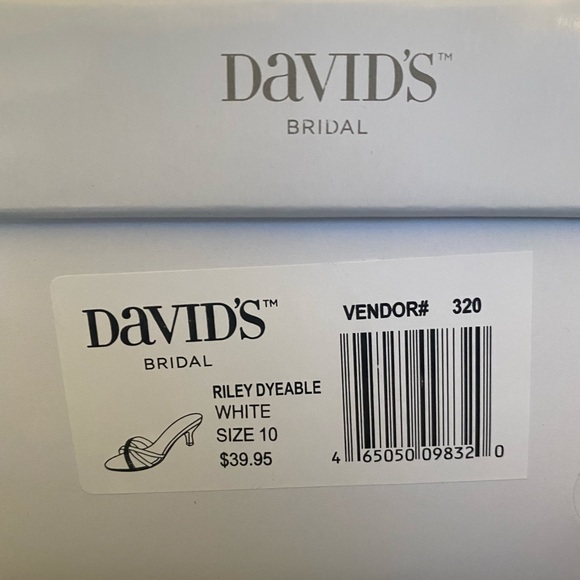 DaVID'S™
BRIDAL
DaVID'S™
BRIDAL
VENDOR# 320
RILEY DYEABLE
WHITE
SIZE 10
$39.95
4 65050 09832 0